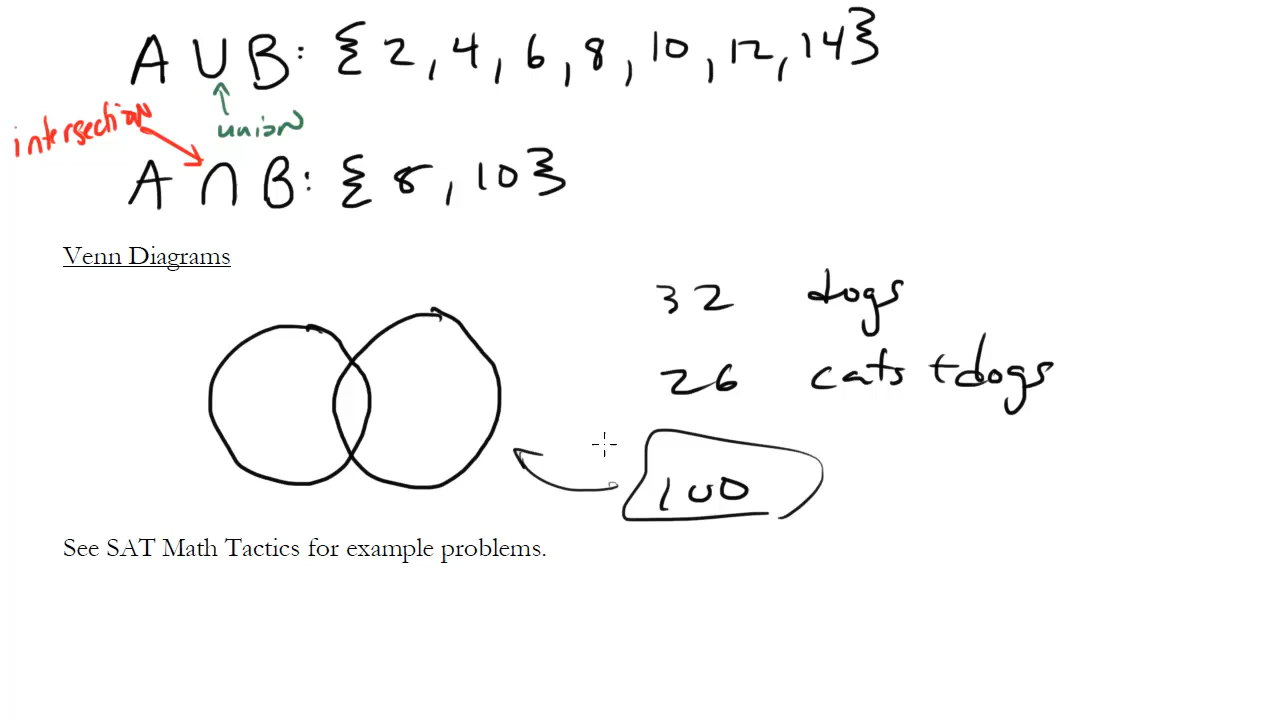 A ∪ B: {2, 4, 6, 8, 10, 12, 14}
intersection
union
A ∩ B: {8, 10}
Venn Diagrams
32 dogs
26 cats + dogs
100
See SAT Math Tactics for example problems.